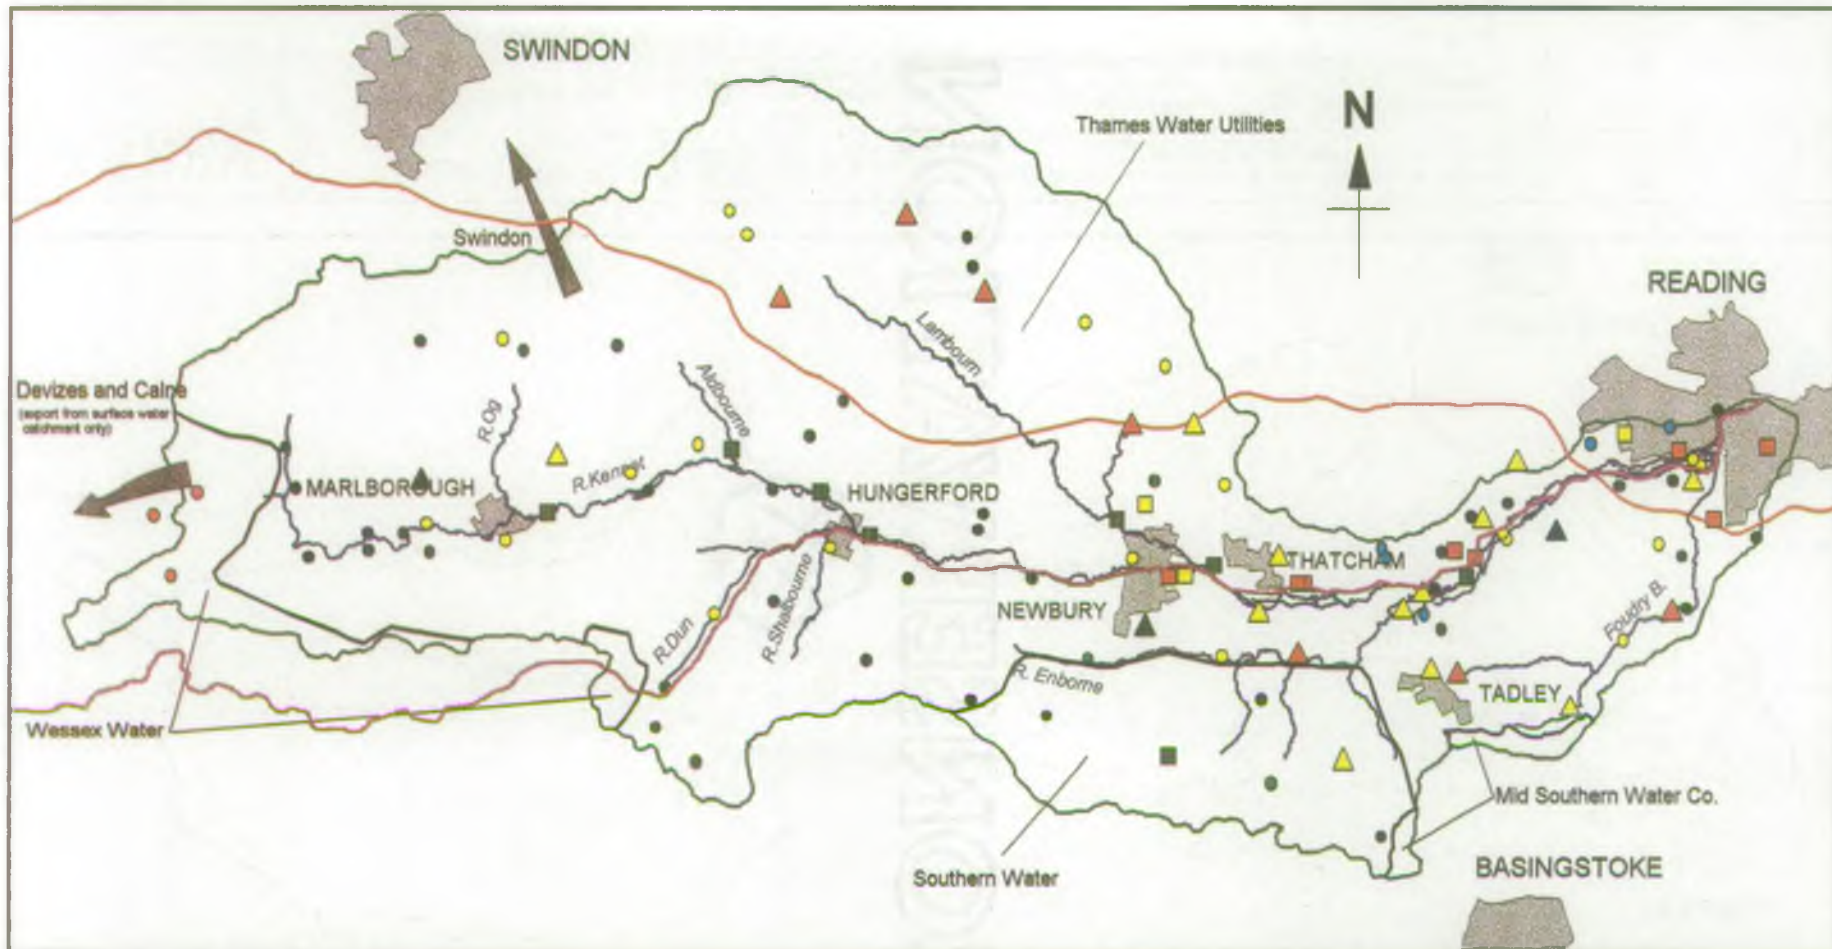 SWINDON
Thames Water Utilities
N
Swindon
READING
Lambourn
Aldbourne
Devizes and Calne
(export from surface water
catchment only)
R.Og
R.Kennet
MARLBOROUGH
HUNGERFORD
THATCHAM
NEWBURY
R.Dun
R.Shalbourne
Foudry B.
R. Enborne
TADLEY
Wessex Water
Mid Southern Water Co.
Southern Water
BASINGSTOKE